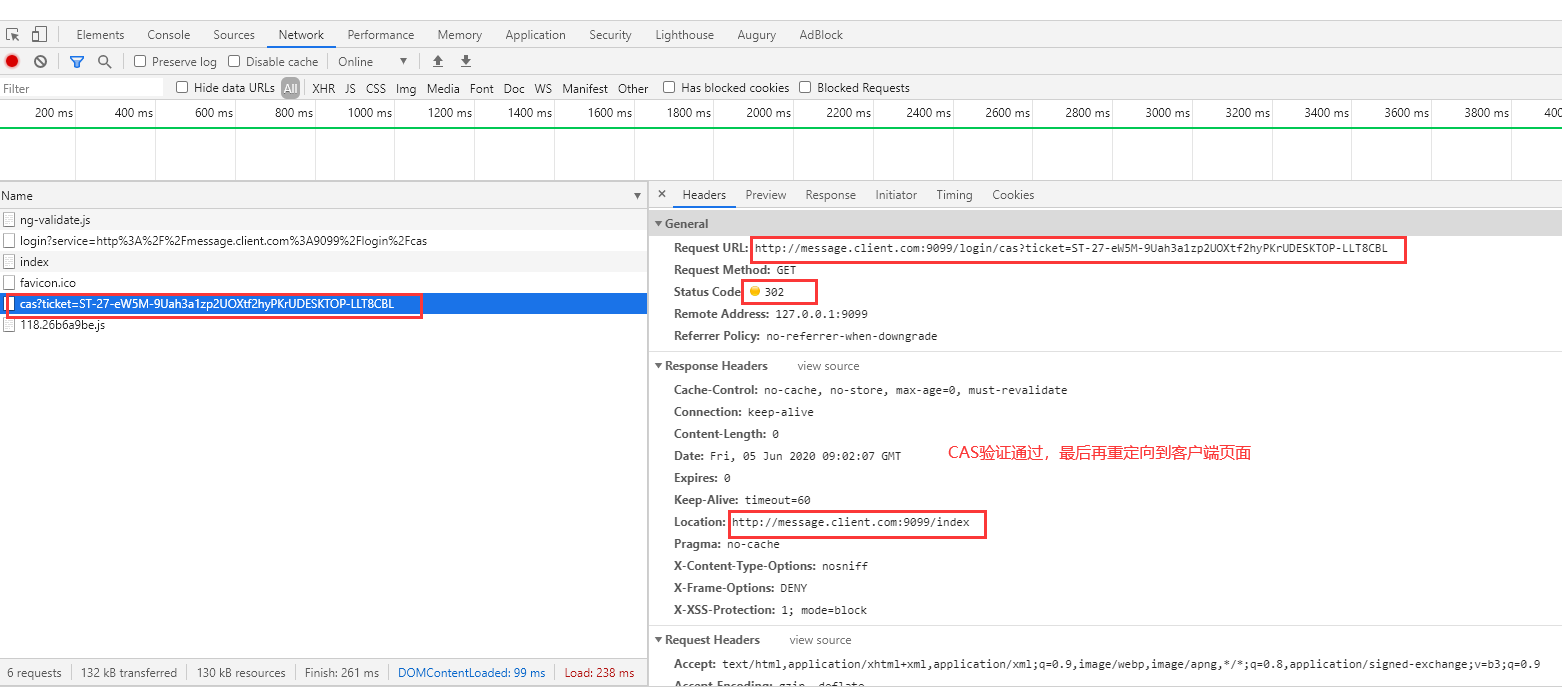 Elements Console Sources Network Performance Memory Application Security Lighthouse Augury AdBlock
Preserve log Disable cache Online
Filter Hide data URLs All XHR JS CSS Img Media Font Doc WS Manifest Other Has blocked cookies Blocked Requests
200 ms 400 ms 600 ms 800 ms 1000 ms 1200 ms 1400 ms 1600 ms 1800 ms 2000 ms 2200 ms 2400 ms 2600 ms 2800 ms 3000 ms 3200 ms 3400 ms 3600 ms 3800 ms 400
Name
ng-validate.js
login?service=http%3A%2F%2Fmessage.client.com%3A9099%2Flogin%2Fcas
index
favicon.ico
cas?ticket=ST-27-eW5M-9Uah3a1zp2UOXtf2hyPKrUDESKTOP-LLT8CBL
118.26b6a9be.js
6 requests 132 kB transferred 130 kB resources Finish: 261 ms DOMContentLoaded: 99 ms Load: 238 ms
× Headers Preview Response Initiator Timing Cookies
General
Request URL: http://message.client.com:9099/login/cas?ticket=ST-27-eW5M-9Uah3a1zp2UOXtf2hyPKrUDESKTOP-LLT8CBL
Request Method: GET
Status Code 302
Remote Address: 127.0.0.1:9099
Referrer Policy: no-referrer-when-downgrade
Response Headers view source
Cache-Control: no-cache, no-store, max-age=0, must-revalidate
Connection: keep-alive
Content-Length: 0
Date: Fri, 05 Jun 2020 09:02:07 GMT
CAS验证通过，最后再重定向到客户端页面
Expires: 0
Keep-Alive: timeout=60
Location: http://message.client.com:9099/index
Pragma: no-cache
X-Content-Type-Options: nosniff
X-Frame-Options: DENY
X-XSS-Protection: 1; mode=block
Request Headers view source
Accept: text/html,application/xhtml+xml,application/xml;q=0.9,image/webp,image/apng,*/*;q=0.8,application/signed-exchange;v=b3;q=0.9
Accept-Encoding: gzip, deflate